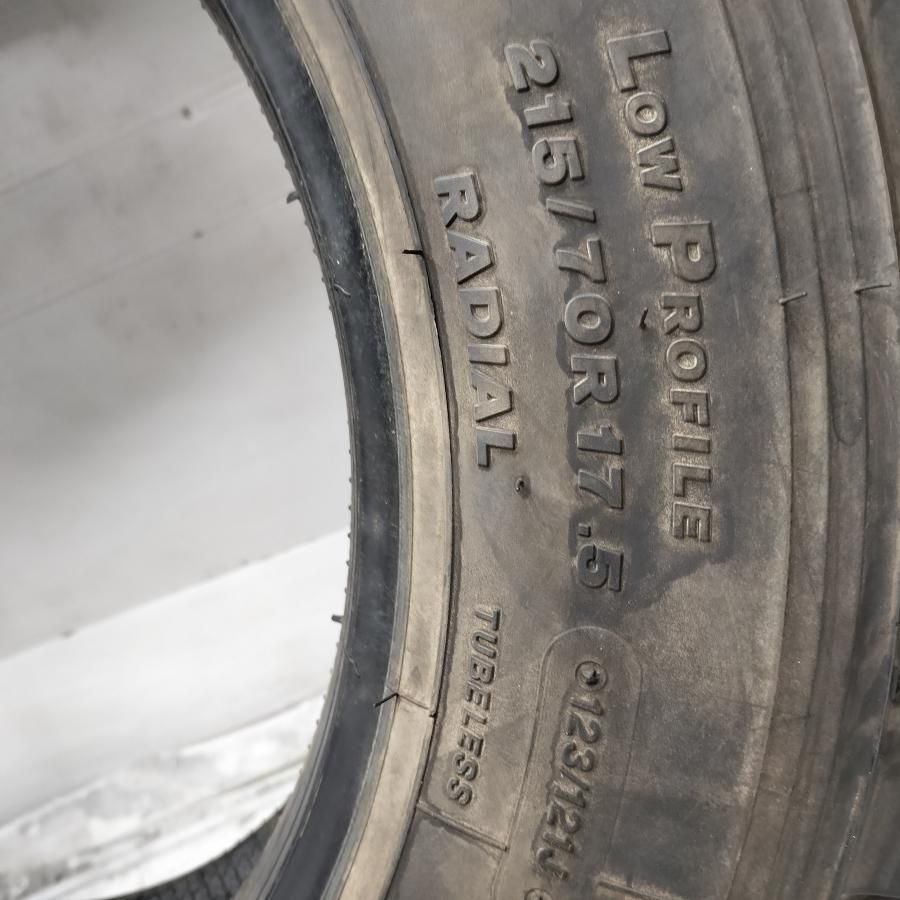 LOW PROFILE
215/70R17.5
RADIAL
TUBELESS
123/121J